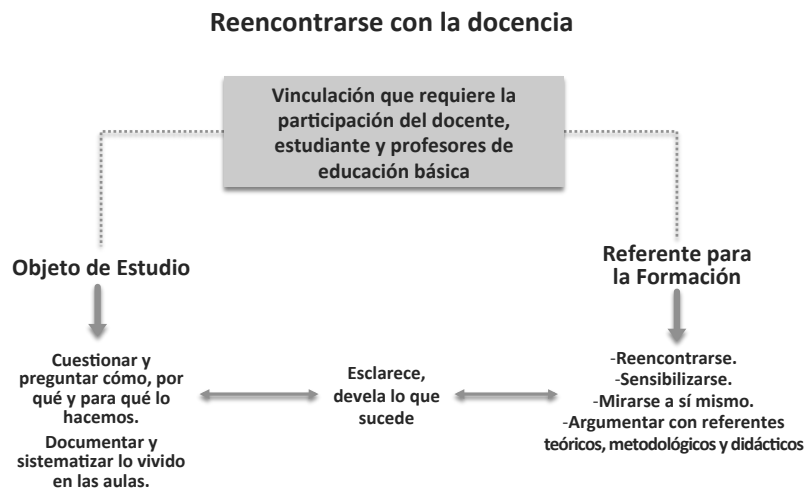 Reencontrarse con la docencia
Vinculación que requiere la
participación del docente,
estudiante y profesores de
educación básica
Objeto de Estudio
Referente para
la Formación
Cuestionar y
preguntar cómo, por
qué y para qué lo
hacemos.
Documentar y
sistematizar lo vivido
en las aulas.
Esclarece,
devela lo que
sucede
-Reencontrarse.
-Sensibilizarse.
-Mirarse a sí mismo.
-Argumentar con referentes
teóricos, metodológicos y didácticos